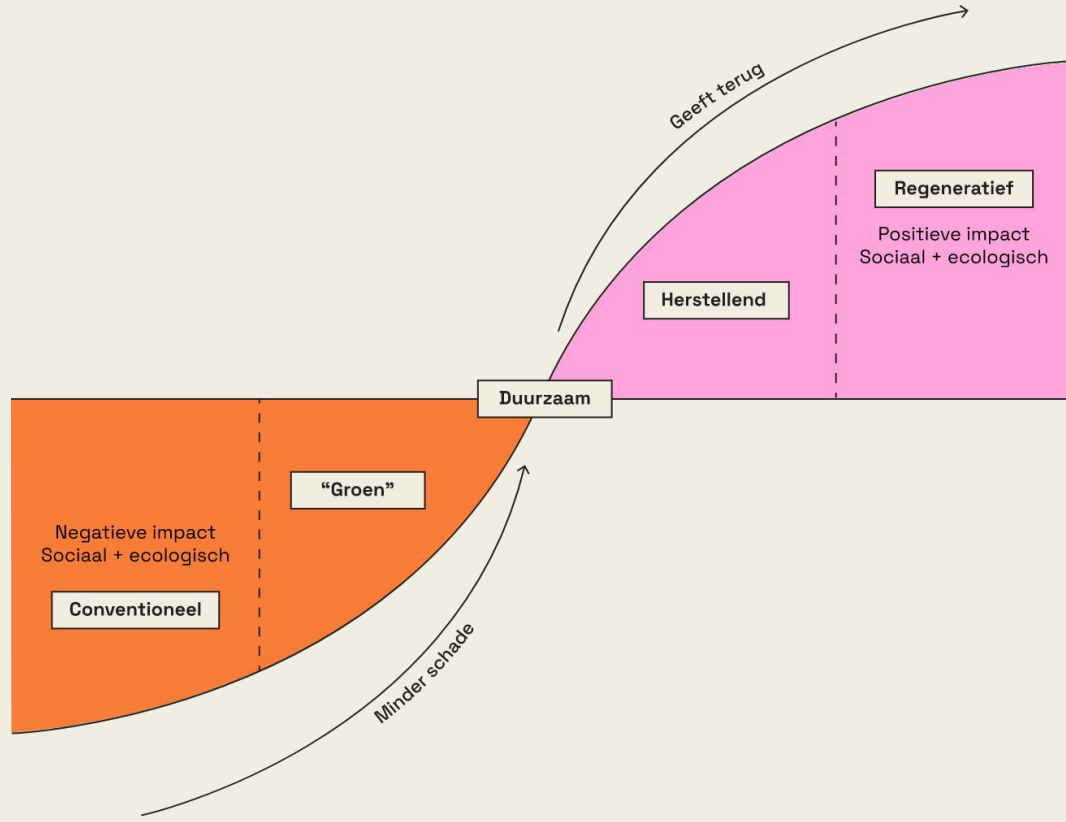 Geeft terug
Regeneratief
Positieve impact
Sociaal + ecologisch
Herstellend
Duurzaam
“Groen”
Negatieve impact
Sociaal + ecologisch
Conventioneel
Minder schade